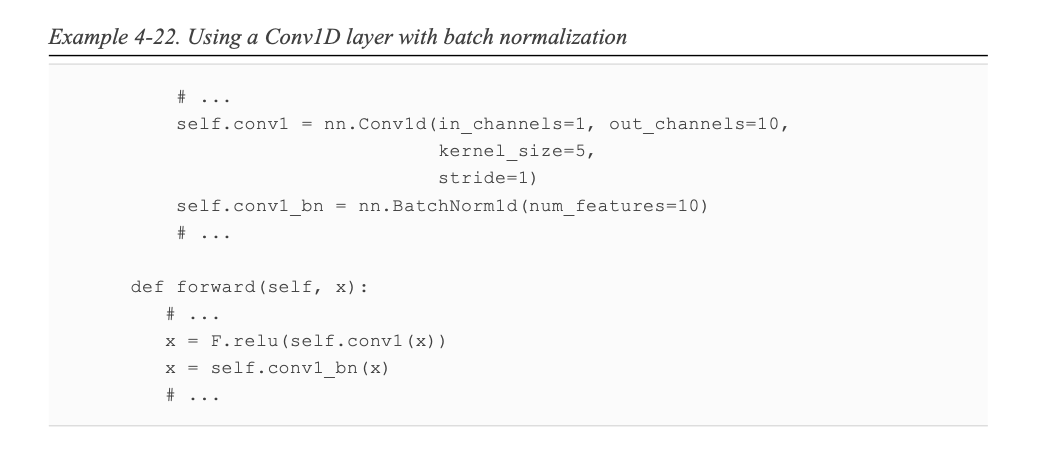 Example 4-22. Using a Conv1D layer with batch normalization
# ...
self.conv1 = nn.Conv1d(in_channels=1, out_channels=10,
kernel_size=5,
stride=1)
self.conv1_bn = nn.BatchNorm1d(num_features=10)
# ...
def forward(self, x):
# ...
x = F.relu(self.conv1(x))
x = self.conv1_bn(x)
# ...